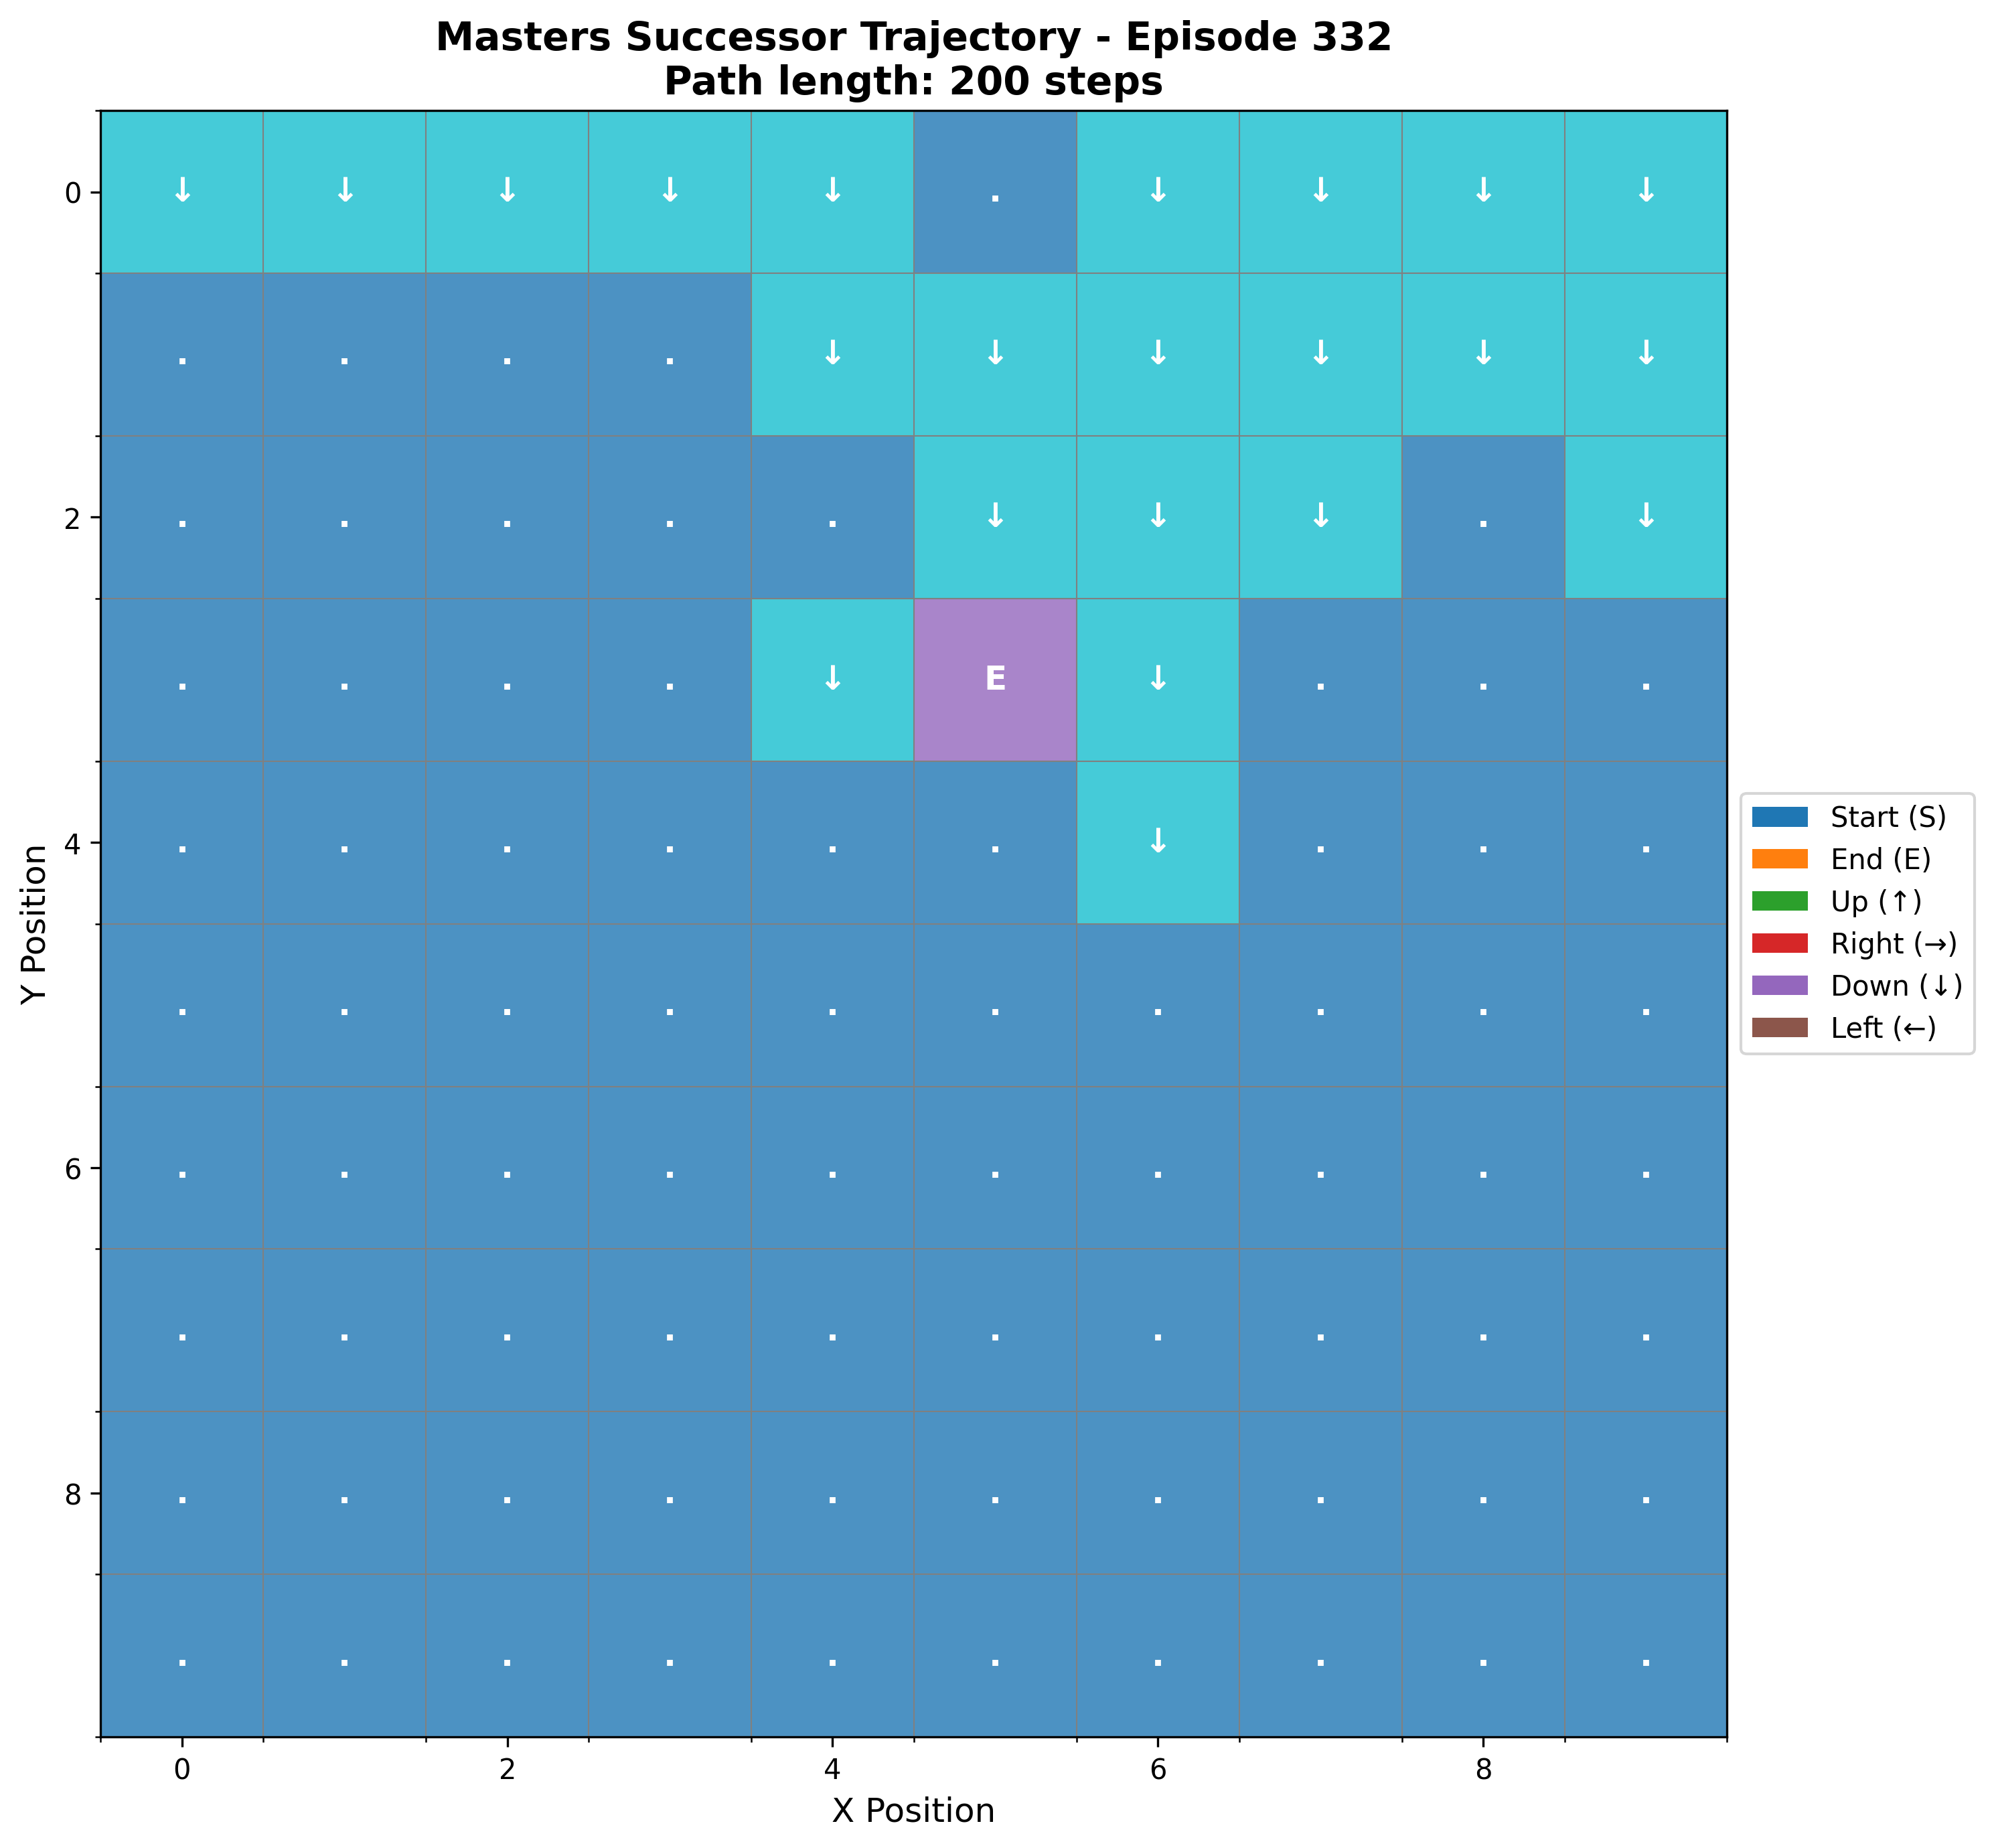 Masters Successor Trajectory - Episode 332
Path length: 200 steps
0 ↓ ↓ ↓ ↓ ↓ . ↓ ↓ ↓ ↓
. . . . ↓ ↓ ↓ ↓ ↓ ↓
2 . . . . . ↓ ↓ ↓ . ↓
. . . . ↓ E ↓ . . .
4 . . . . . . ↓ . . .
. . . . . . . . . .
6 . . . . . . . . . .
. . . . . . . . . .
8 . . . . . . . . . .
. . . . . . . . . .
0 2 4 6 8
X Position
Y Position
Start (S)
End (E)
Up (↑)
Right (→)
Down (↓)
Left (←)